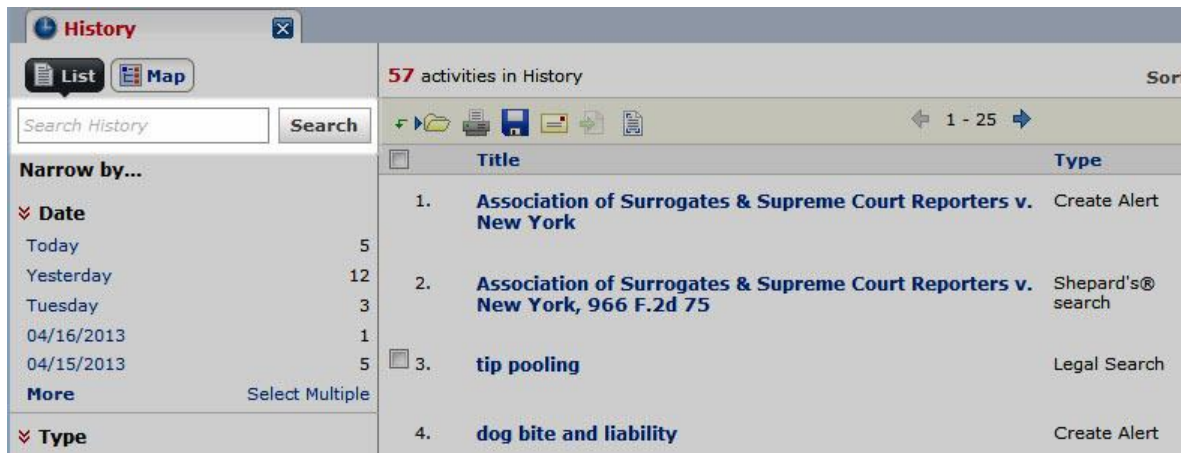 History
List Map
Search History Search
Narrow by...
Date
Today 5
Yesterday 12
Tuesday 3
04/16/2013 1
04/15/2013 5
More Select Multiple
Type
57 activities in History
Sor
1 - 25
Title Type
1. Association of Surrogates & Supreme Court Reporters v. Create Alert
New York
2. Association of Surrogates & Supreme Court Reporters v. Shepard's®
New York, 966 F.2d 75 search
3. tip pooling Legal Search
4. dog bite and liability Create Alert